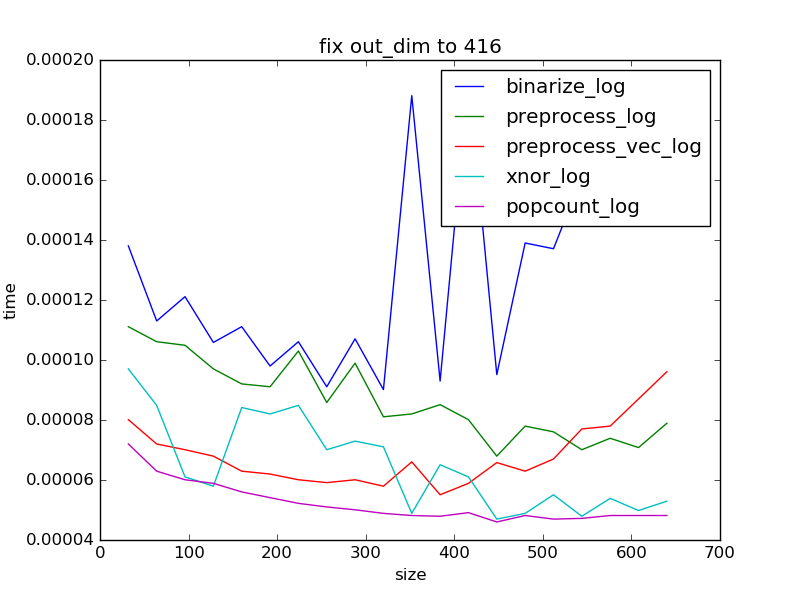 fix out_dim to 416
0.00020
0.00018
0.00016
0.00014
0.00012
0.00010
0.00008
0.00006
0.00004
time
binarize_log
preprocess_log
preprocess_vec_log
xnor_log
popcount_log
0 100 200 300 400 500 600 700
size